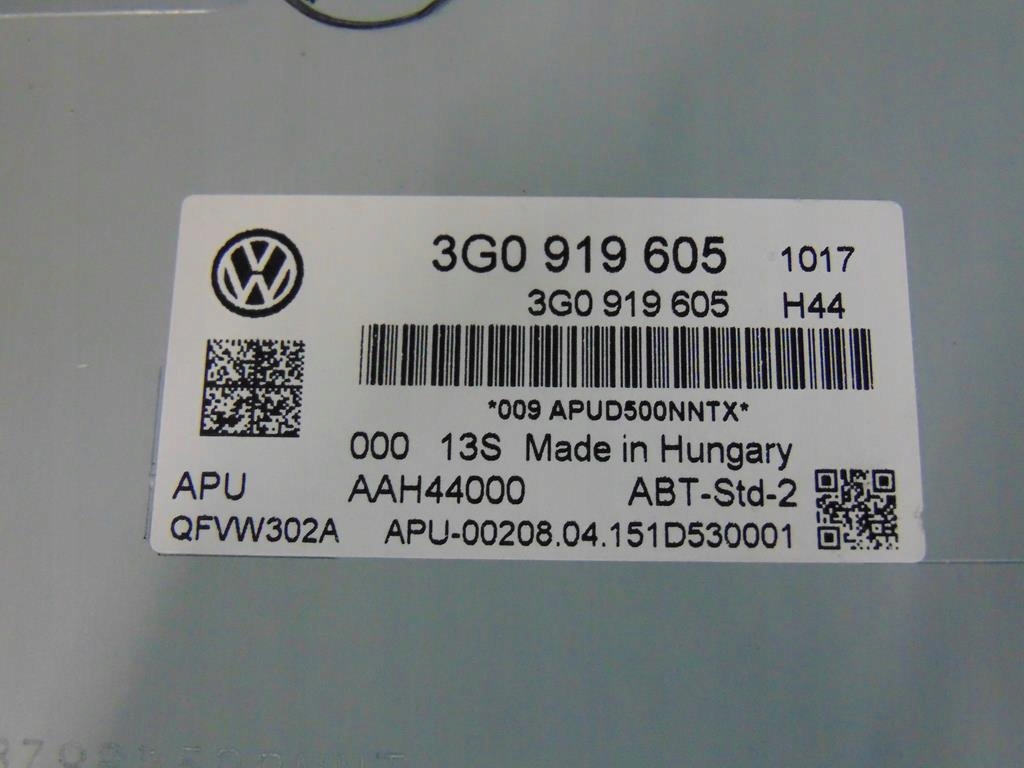 3G0 919 605 1017
3G0 919 605 H44
*009 APUD500NNTX*
000 13S Made in Hungary
APU AAH44000 ABT-Std-2
QFVW302A APU-00208.04.151D530001